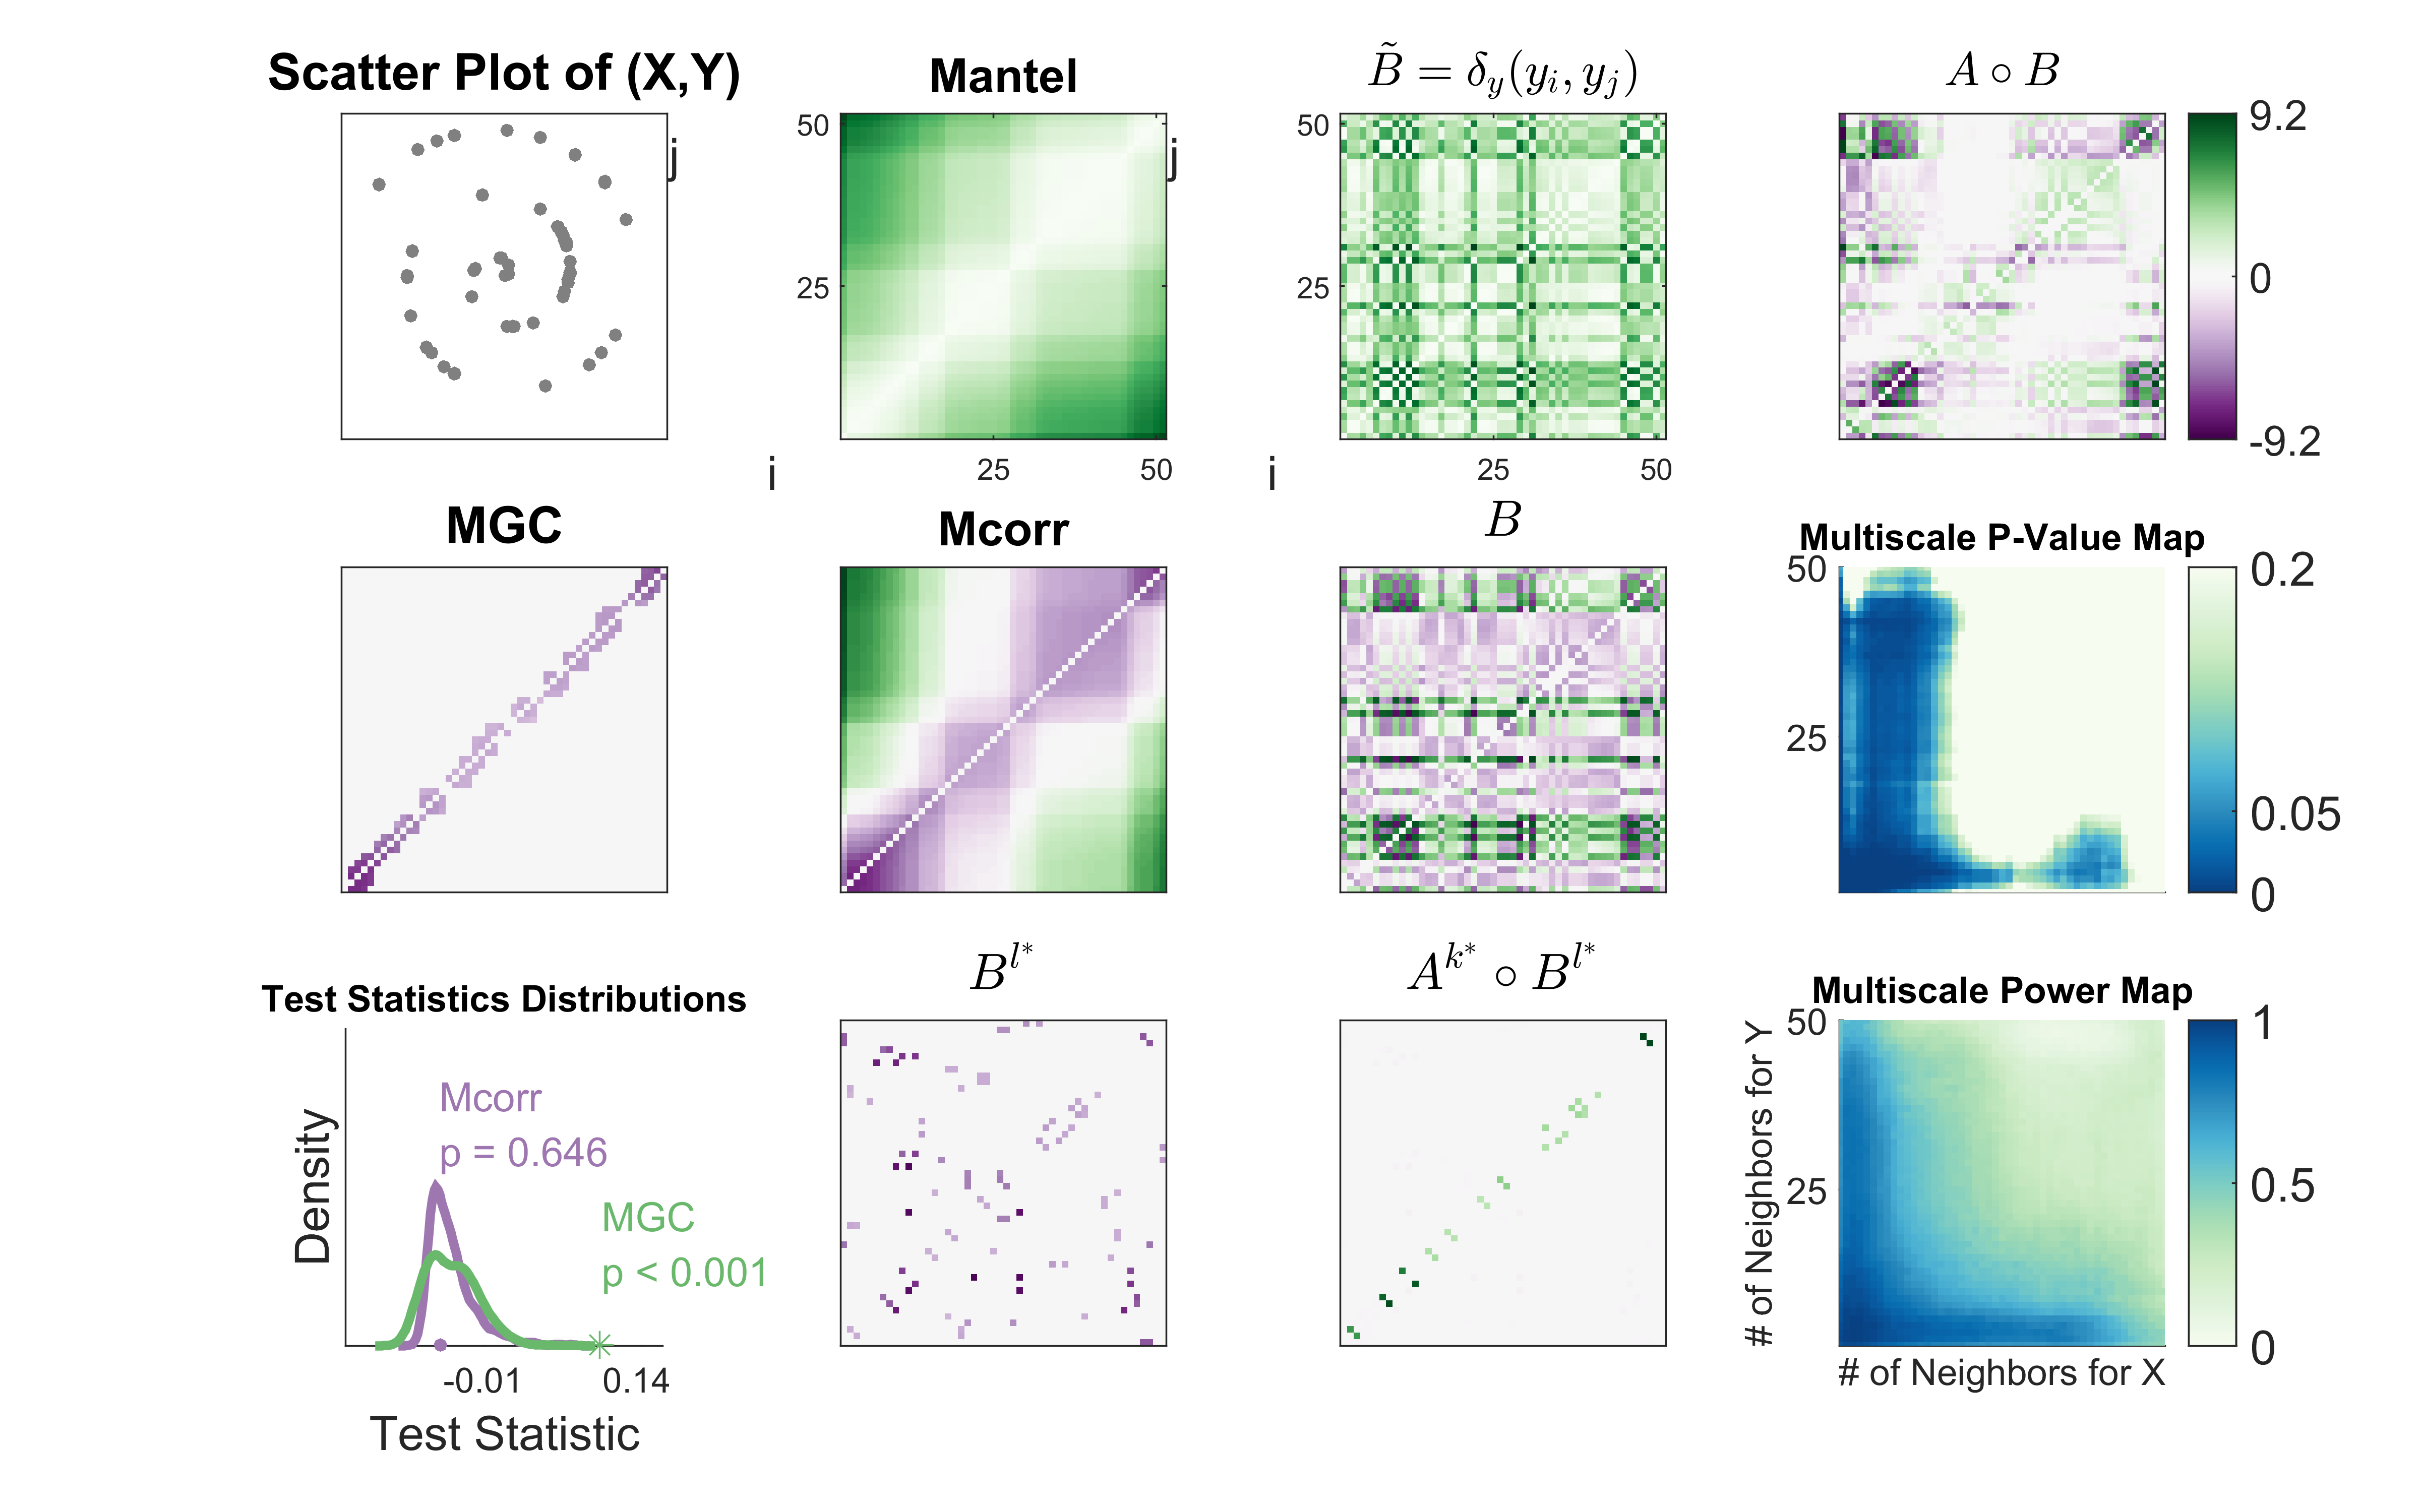 Scatter Plot of (X,Y)
j
i
Mantel
50
25
25
50
j
i
B̃ = δ_y(y_i, y_j)
50
25
25
50
A ∘ B
9.2
0
-9.2
MGC
Mcorr
B
Multiscale P-Value Map
50
25
0.2
0.05
0
Test Statistics Distributions
Density
Mcorr
p = 0.646
MGC
p < 0.001
-0.01
0.14
Test Statistic
B^{l*}
A^{k*} ∘ B^{l*}
Multiscale Power Map
# of Neighbors for Y
50
25
# of Neighbors for X
1
0.5
0